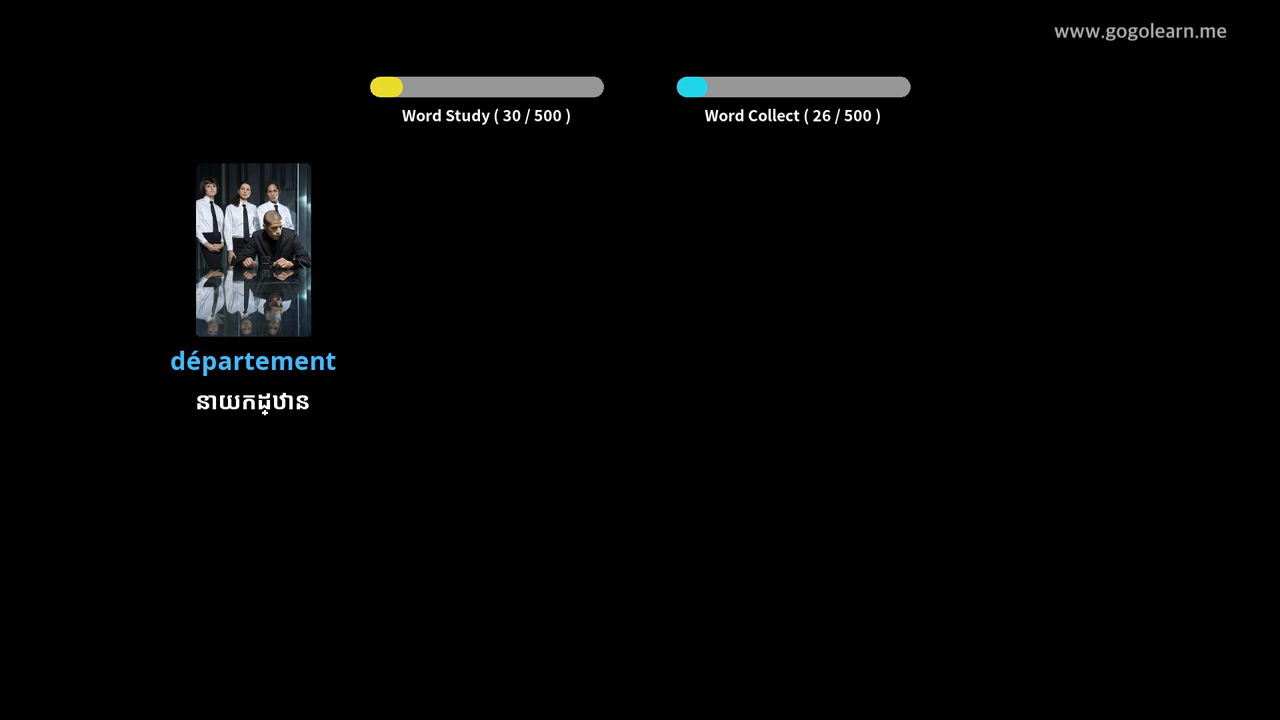 www.gogolearn.me
Word Study ( 30 / 500 )
Word Collect ( 26 / 500 )
département
នាយកដ្ឋាន